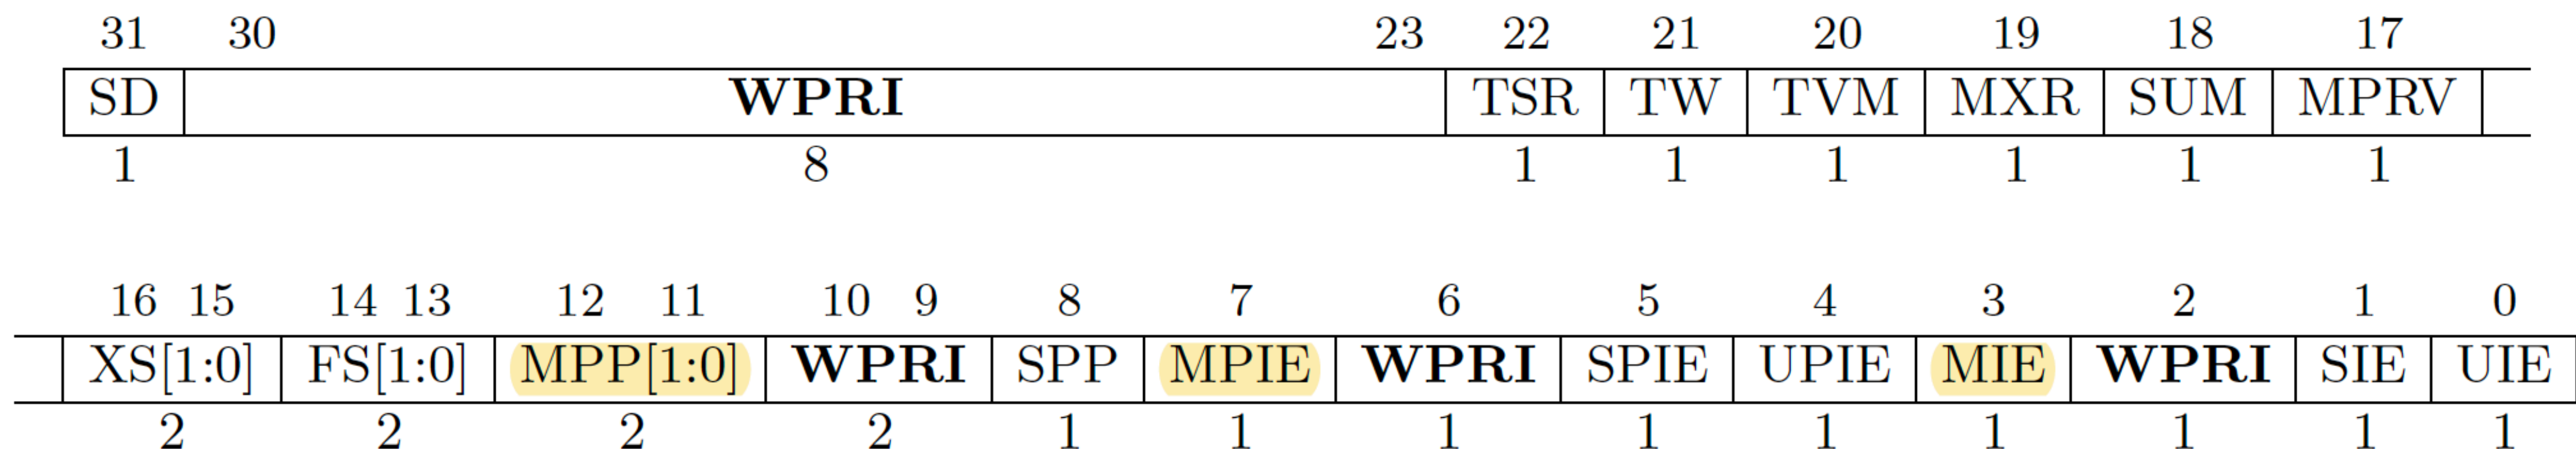 31 30 23 22 21 20 19 18 17
SD WPRI TSR TW TVM MXR SUM MPRV
1 8 1 1 1 1 1 1
16 15 14 13 12 11 10 9 8 7 6 5 4 3 2 1 0
XS[1:0] FS[1:0] MPP[1:0] WPRI SPP MPIE WPRI SPIE UPIE MIE WPRI SIE UIE
2 2 2 2 1 1 1 1 1 1 1 1 1